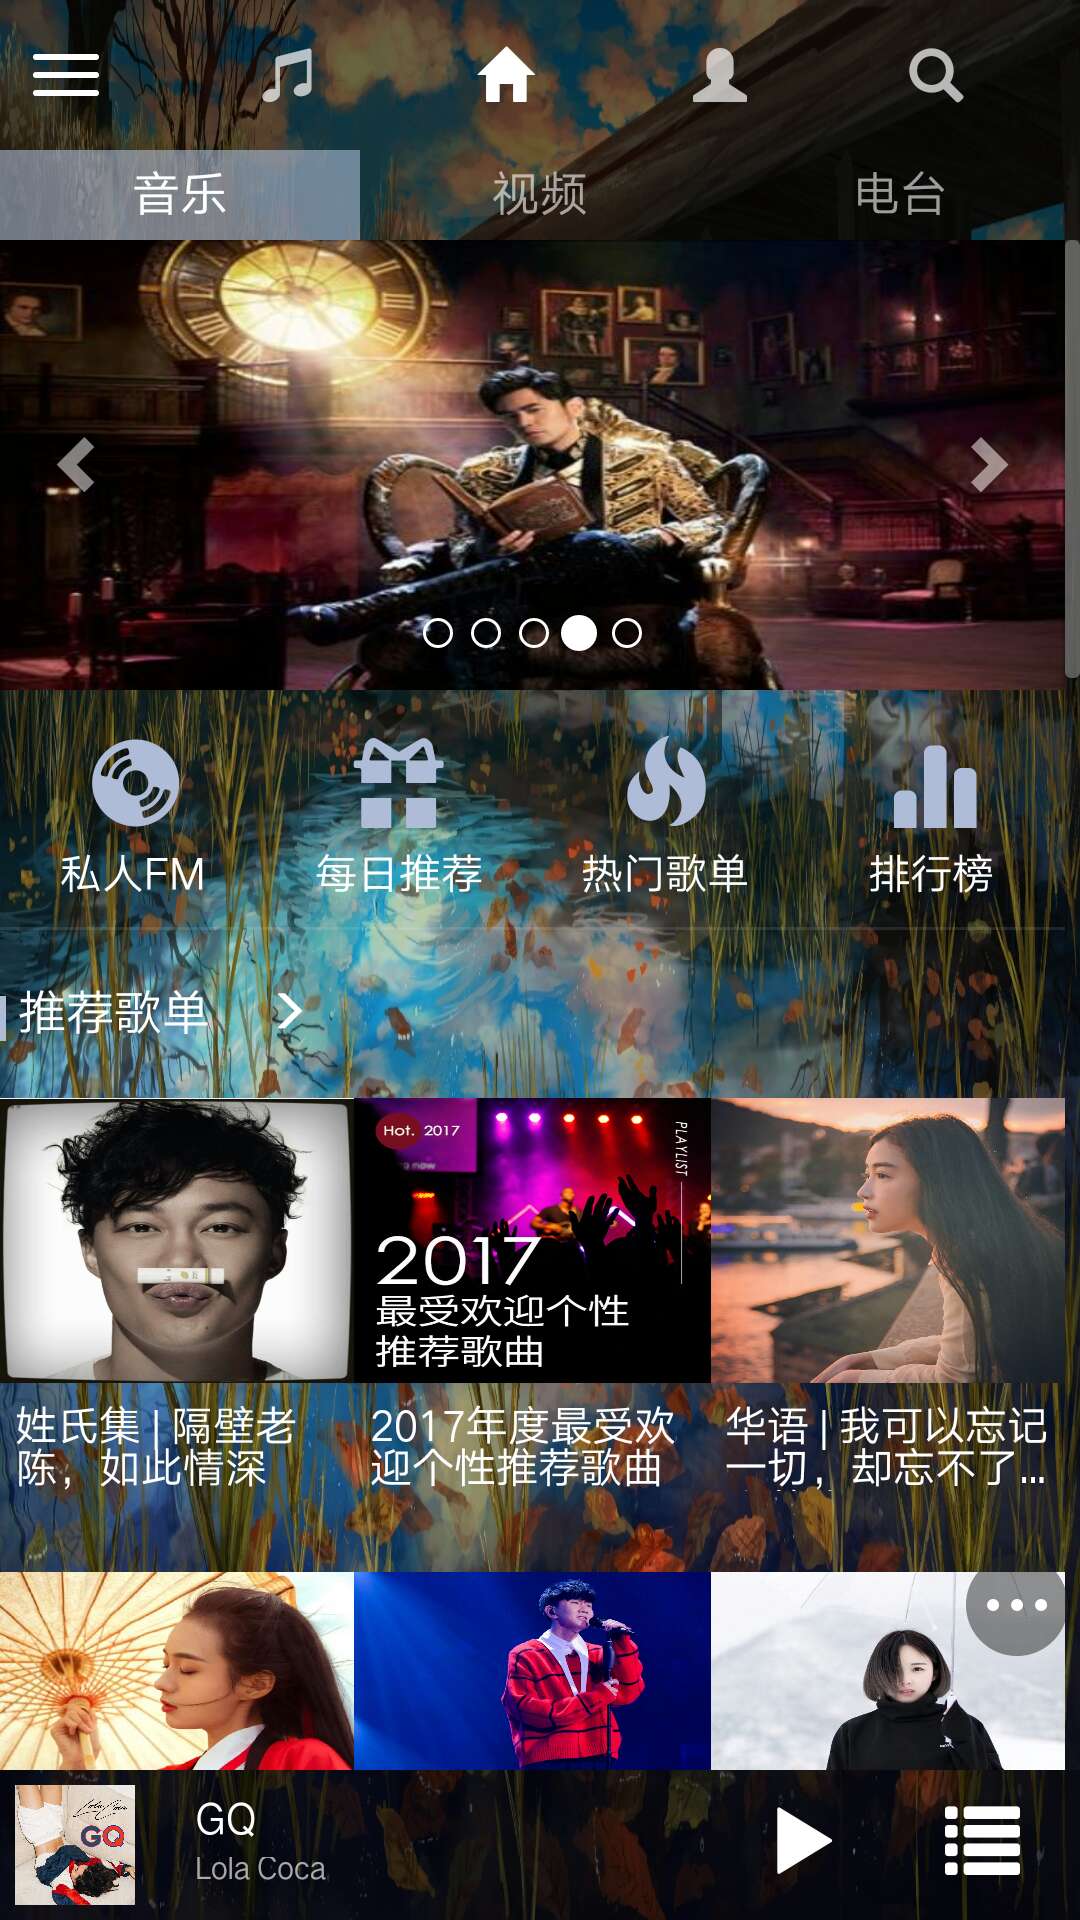 音乐
视频
电台
私人FM
每日推荐
热门歌单
排行榜
推荐歌单
Hot. 2017
PLAYLIST
2017
最受欢迎个性
推荐歌曲
姓氏集 | 隔壁老
陈，如此情深
2017年度最受欢
迎个性推荐歌曲
华语 | 我可以忘记
一切，却忘不了...
GQ
GQ
Lola Coca